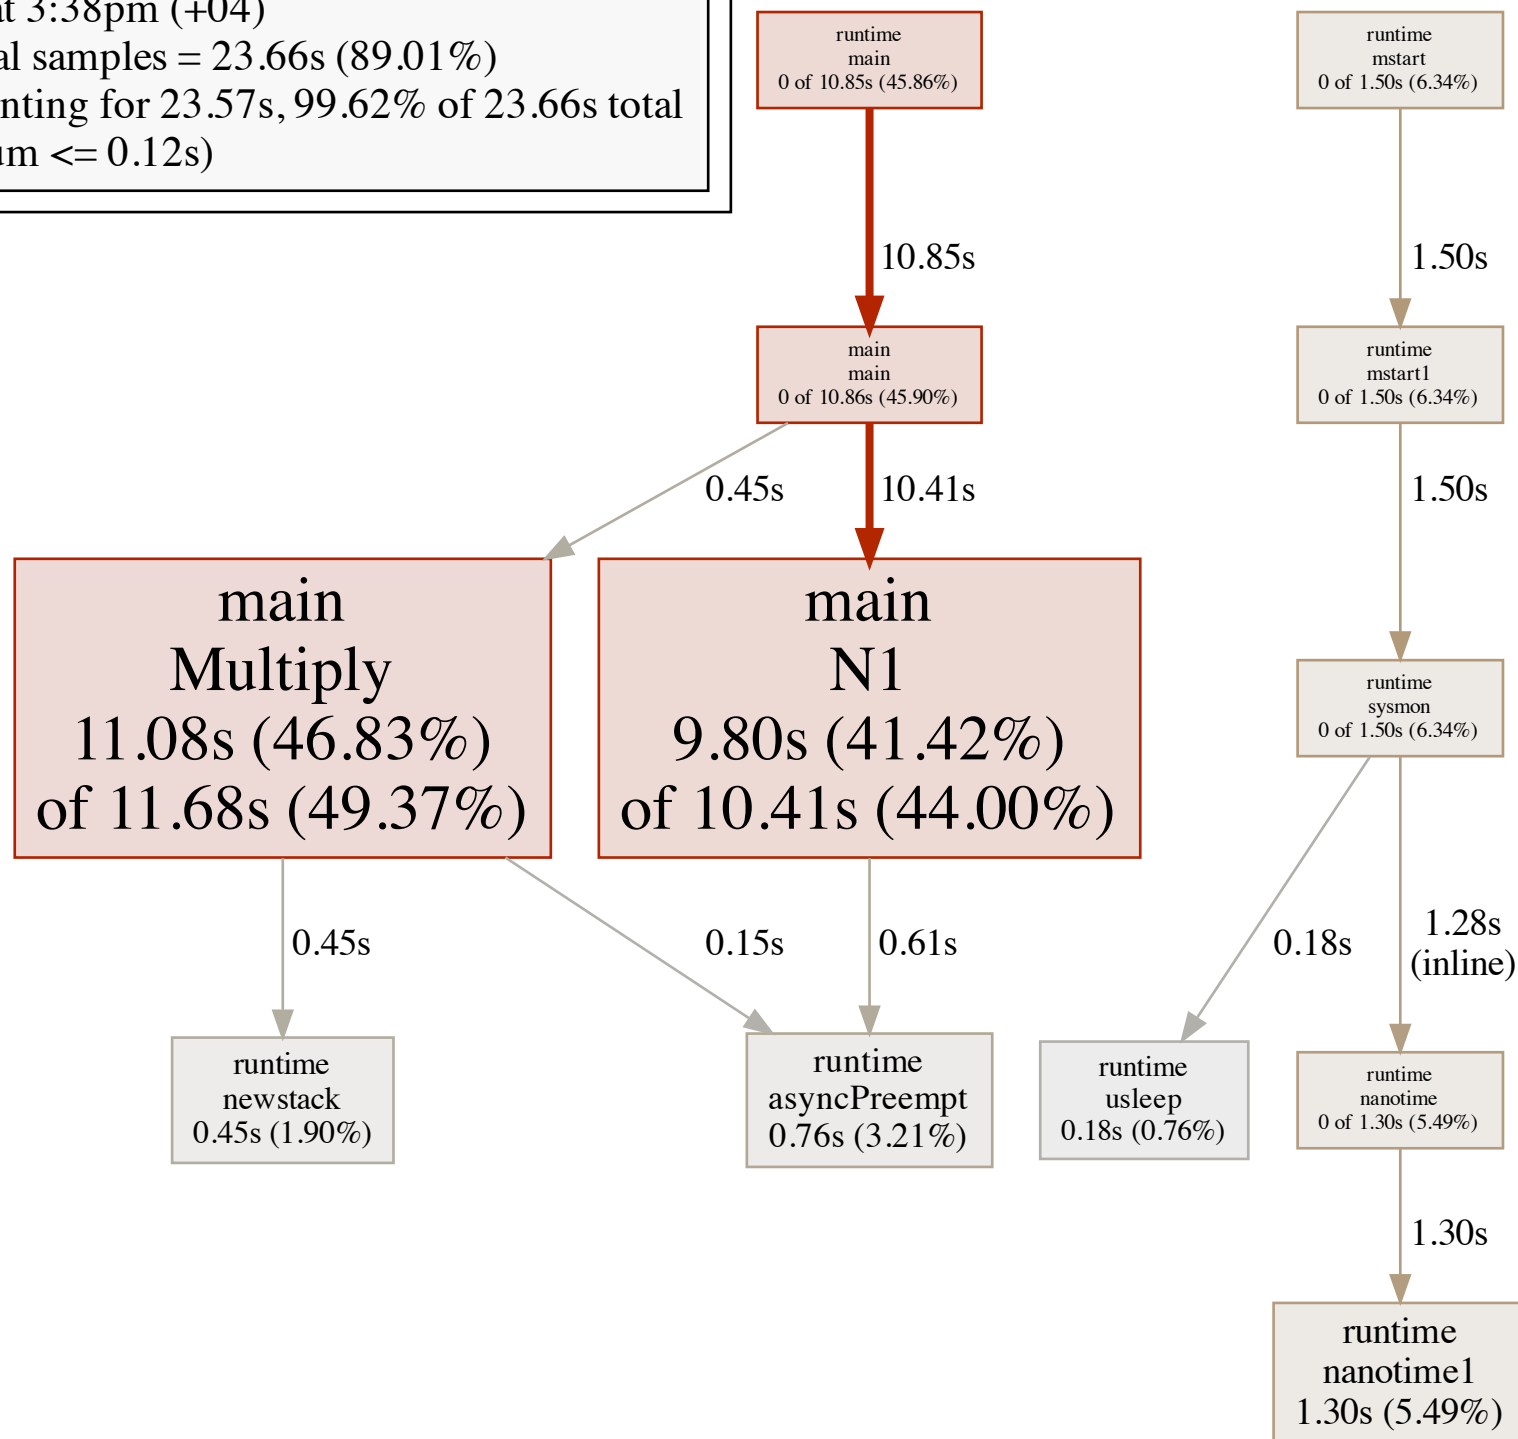 at 3:38pm (+04)
samples = 23.66s (89.01%)
for 23.57s, 99.62% of 23.66s total
<= 0.12s)
runtime
main
0 of 10.85s (45.86%)
runtime
mstart
0 of 1.50s (6.34%)
10.85s
1.50s
main
main
0 of 10.86s (45.90%)
runtime
mstart1
0 of 1.50s (6.34%)
0.45s
10.41s
1.50s
main
Multiply
11.08s (46.83%)
of 11.68s (49.37%)
main
N1
9.80s (41.42%)
of 10.41s (44.00%)
runtime
sysmon
0 of 1.50s (6.34%)
0.45s
0.15s
0.61s
0.18s
1.28s
(inline)
runtime
newstack
0.45s (1.90%)
runtime
asyncPreempt
0.76s (3.21%)
runtime
usleep
0.18s (0.76%)
runtime
nanotime
0 of 1.30s (5.49%)
1.30s
runtime
nanotime1
1.30s (5.49%)